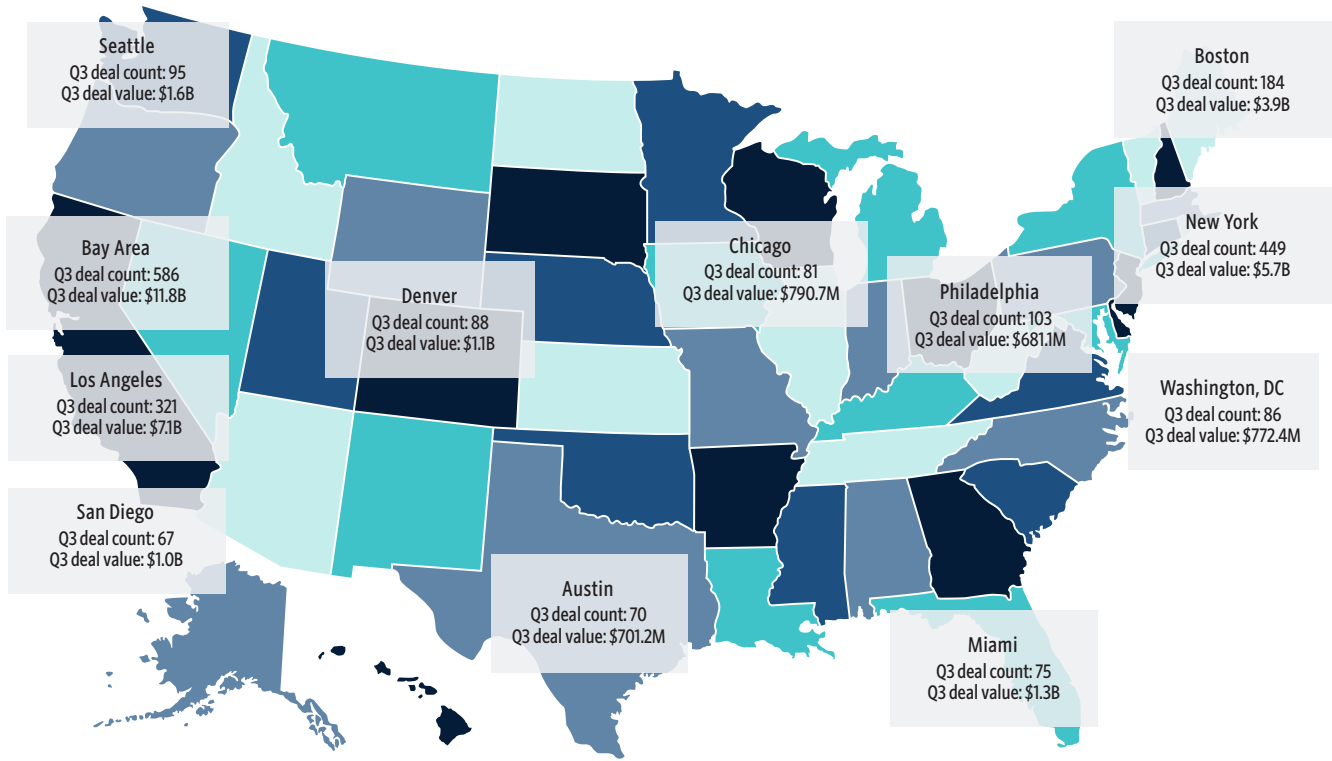 Seattle
Q3 deal count: 95
Q3 deal value: $1.6B
Boston
Q3 deal count: 184
Q3 deal value: $3.9B
Bay Area
Q3 deal count: 586
Q3 deal value: $11.8B
Denver
Q3 deal count: 88
Q3 deal value: $1.1B
Chicago
Q3 deal count: 81
Q3 deal value: $790.7M
Philadelphia
Q3 deal count: 103
Q3 deal value: $681.1M
New York
Q3 deal count: 449
Q3 deal value: $5.7B
Los Angeles
Q3 deal count: 321
Q3 deal value: $7.1B
Washington, DC
Q3 deal count: 86
Q3 deal value: $772.4M
San Diego
Q3 deal count: 67
Q3 deal value: $1.0B
Austin
Q3 deal count: 70
Q3 deal value: $701.2M
Miami
Q3 deal count: 75
Q3 deal value: $1.3B